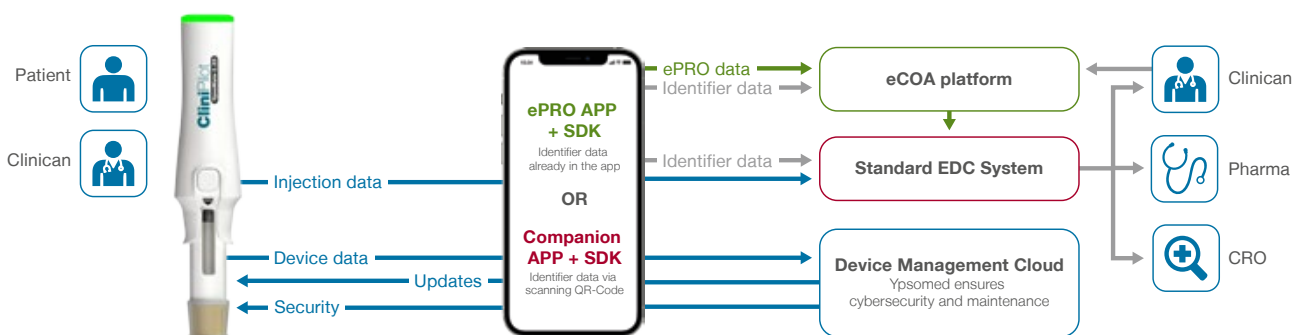 Patient
Clinican
CliniPilot
Injection data
Device data
Updates
Security
ePRO APP
+ SDK
Identifier data
already in the app
OR
Companion
APP + SDK
Identifier data via
scanning QR-Code
ePRO data
Identifier data
Identifier data
eCOA platform
Standard EDC System
Device Management Cloud
Ypsomed ensures
cybersecurity and maintenance
Clinican
Pharma
CRO